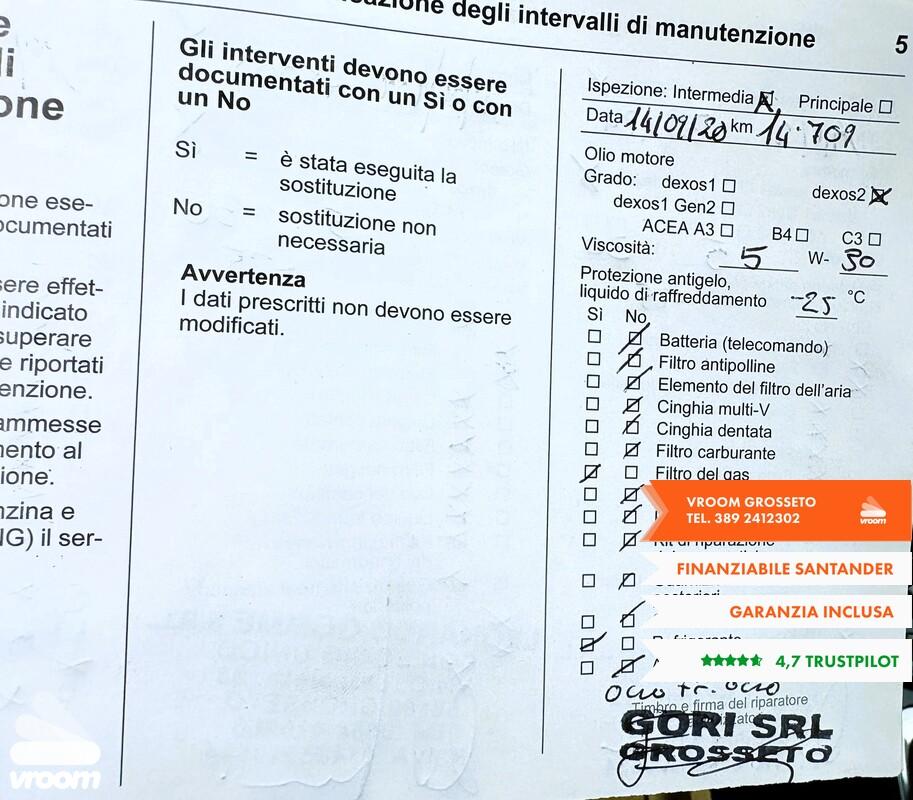 degli intervalli di manutenzione 5
one
Gli interventi devono essere
documentati con un Sì o con
un No
Sì = è stata eseguita la
sostituzione
No = sostituzione non
necessaria
Avvertenza
I dati prescritti non devono essere
modificati.
one ese-
ocumentati
sere effet-
indicato
superare
e riportati
enzione.
ammesse
mento al
ione.
nzina e
NG) il ser-
Ispezione: Intermedia Principale
Data 14/09/20 km 14.709
Olio motore
Grado: dexos1 dexos2
dexos1 Gen2
ACEA A3 B4 C3
Viscosità: 5 W- 30
Protezione antigelo,
liquido di raffreddamento -25 °C
Sì No
Batteria (telecomando)
Filtro antipolline
Elemento del filtro dell'aria
Cinghia multi-V
Cinghia dentata
Filtro carburante
Filtro del gas
Kit di riparazione
VROOM GROSSETO
TEL. 389 2412302
vroom
FINANZIABILE SANTANDER
GARANZIA INCLUSA
4,7 TRUSTPILOT
Timbro e firma del riparatore
GORI SRL
GROSSETO
vroom